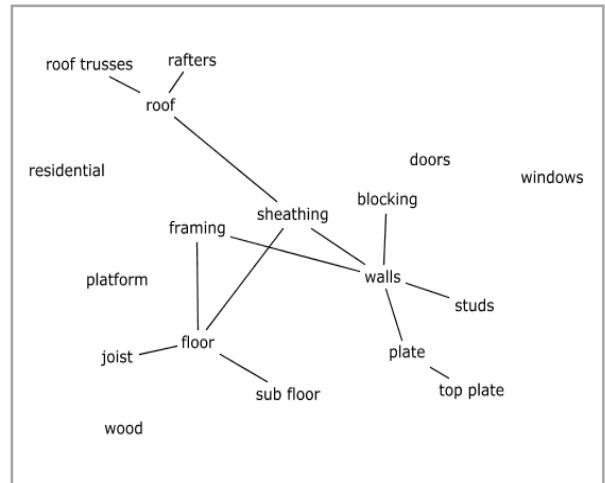 roof trusses
rafters
roof
residential
doors
windows
blocking
sheathing
framing
walls
platform
studs
floor
joist
plate
top plate
sub floor
wood